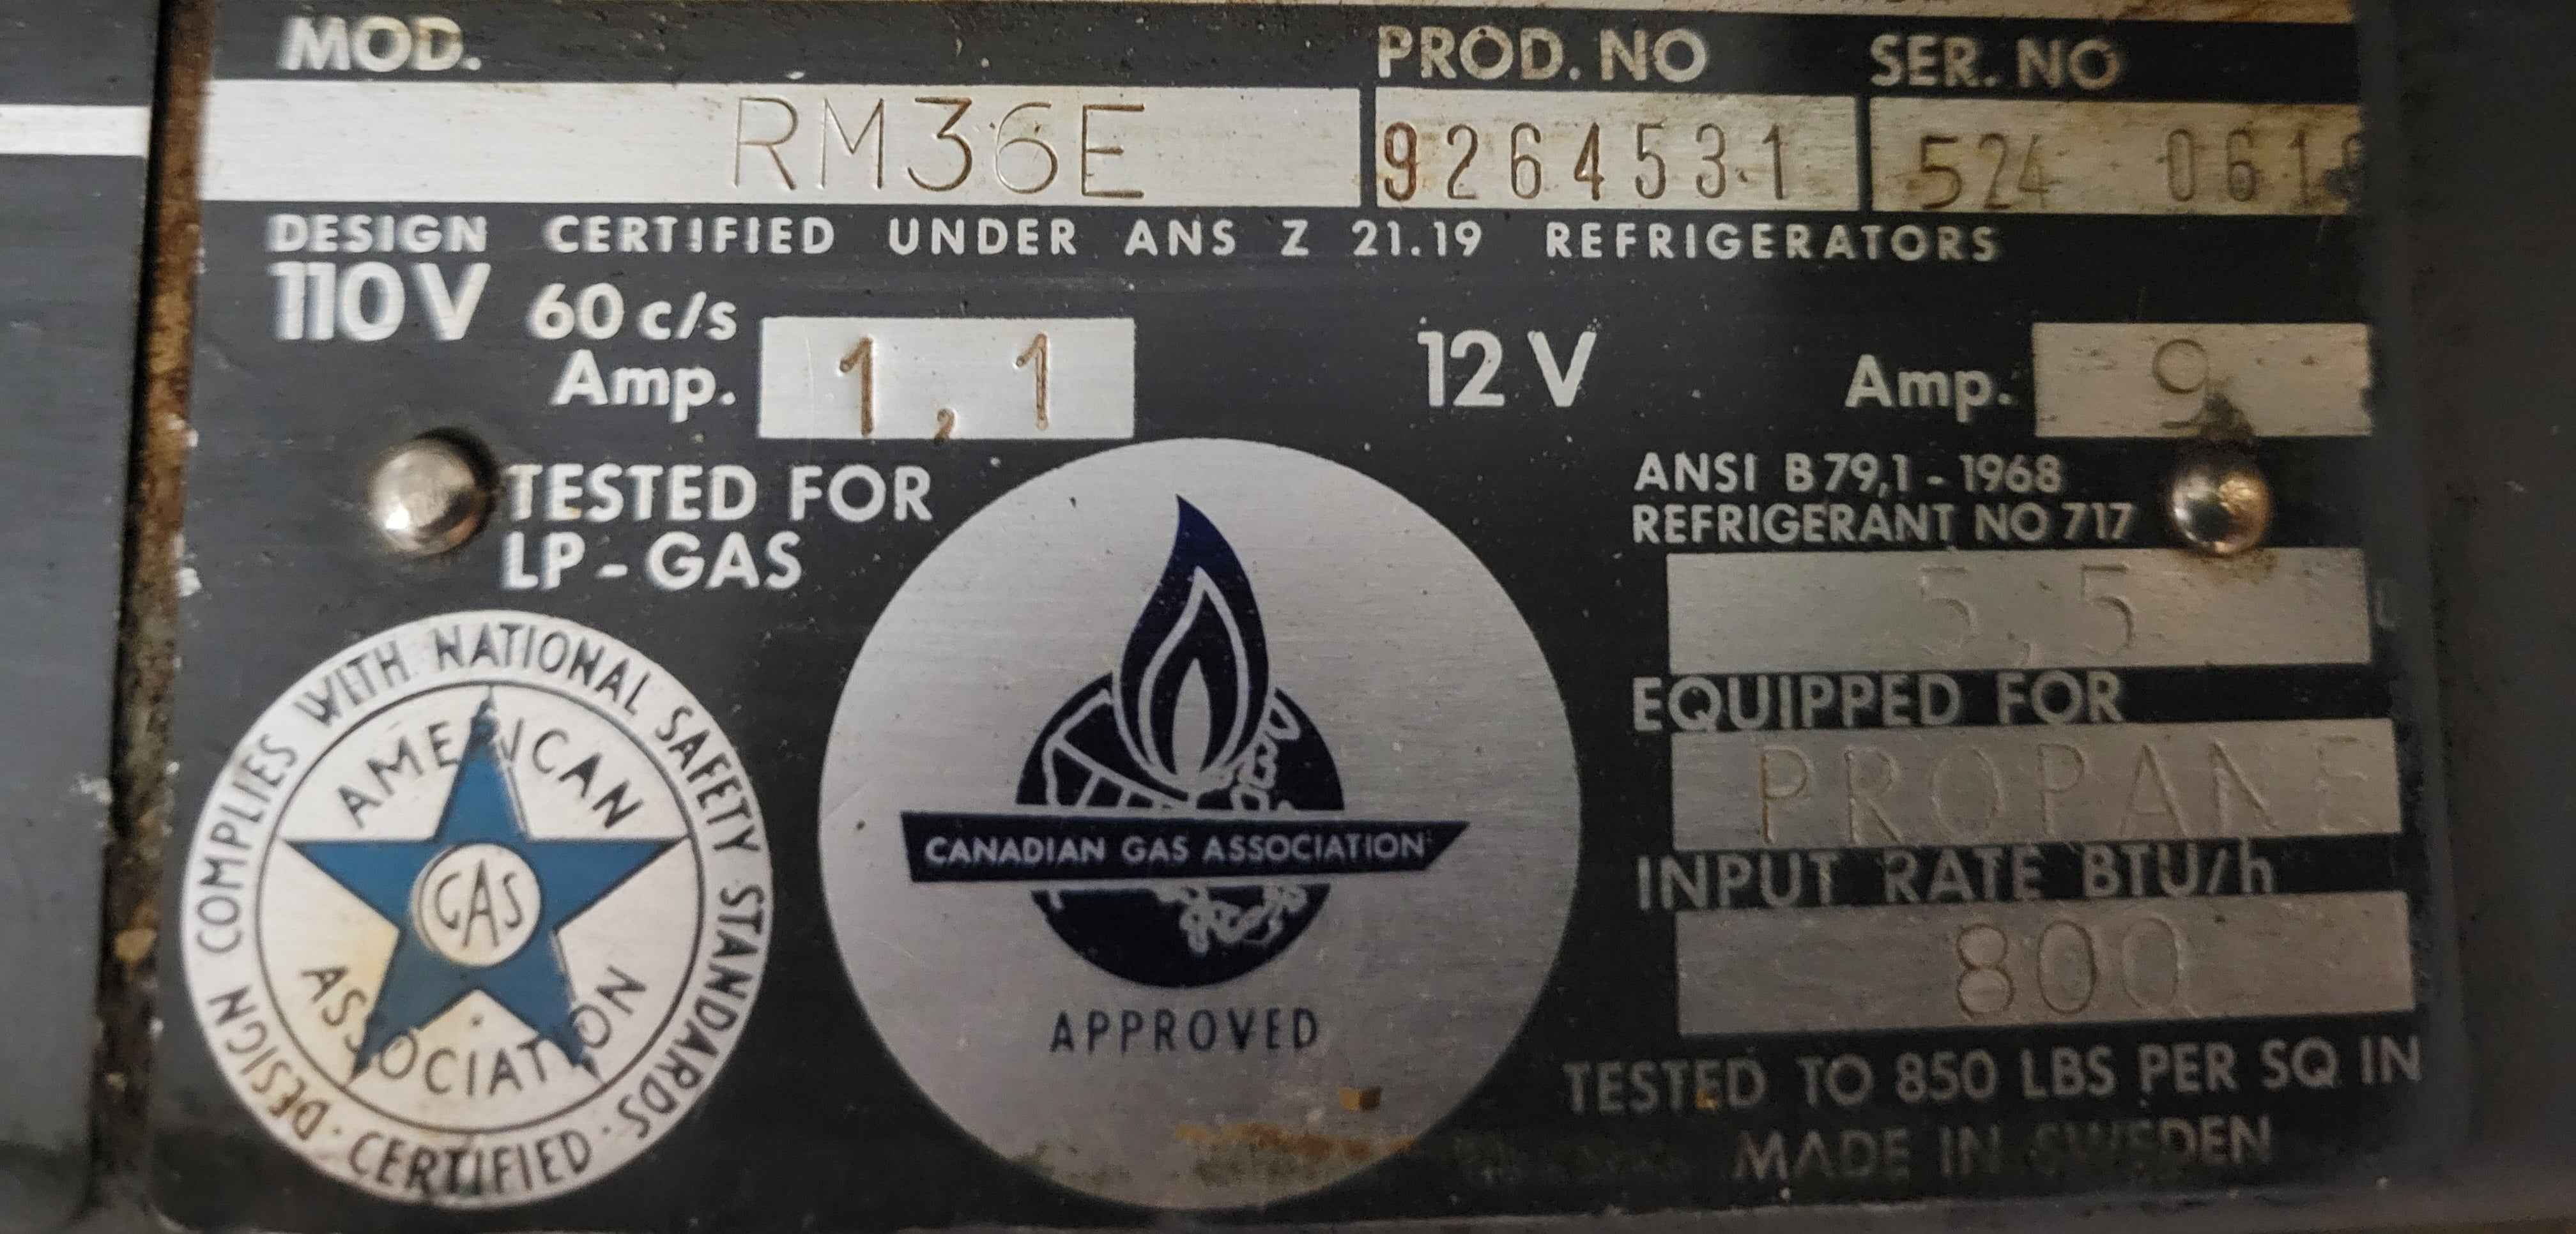 MOD. PROD. NO SER. NO
RM36E 9264531 524 061
DESIGN CERTIFIED UNDER ANS Z 21.19 REFRIGERATORS
110V 60 c/s
Amp. 1,1
12 V Amp. 9
TESTED FOR
LP-GAS
ANSI B 79,1 - 1968
REFRIGERANT NO 717
5,5
EQUIPPED FOR
PROPANE
INPUT RATE BTU/h
800
TESTED TO 850 LBS PER SQ IN
MADE IN SWEDEN
DESIGN COMPLIES WITH NATIONAL SAFETY STANDARDS
· CERTIFIED ·
AMERICAN
GAS
ASSOCIATION
CANADIAN GAS ASSOCIATION
APPROVED